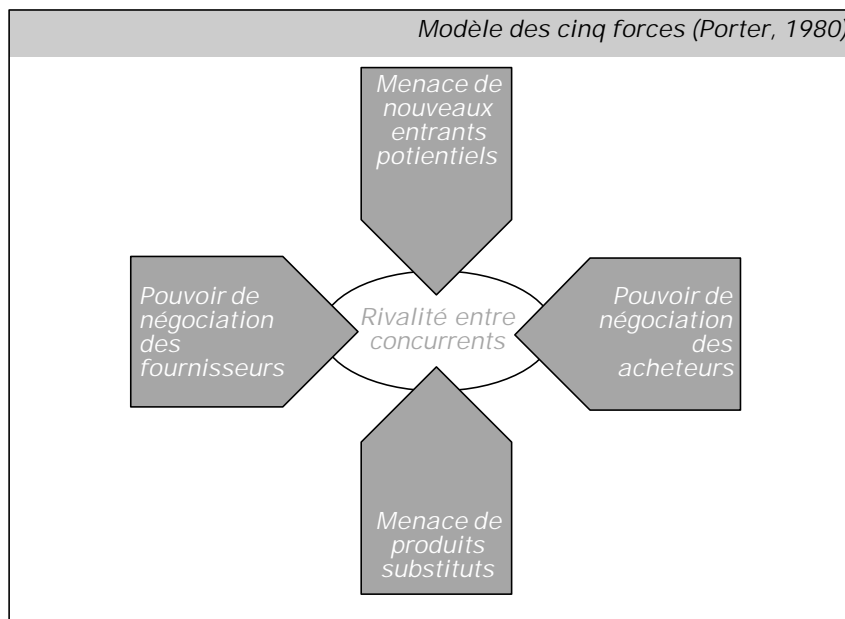 Modèle des cinq forces (Porter, 1980)
Menace de
nouveaux
entrants
potientiels
Pouvoir de
négociation
des
fournisseurs
Rivalité entre
concurrents
Pouvoir de
négociation
des
acheteurs
Menace de
produits
substituts